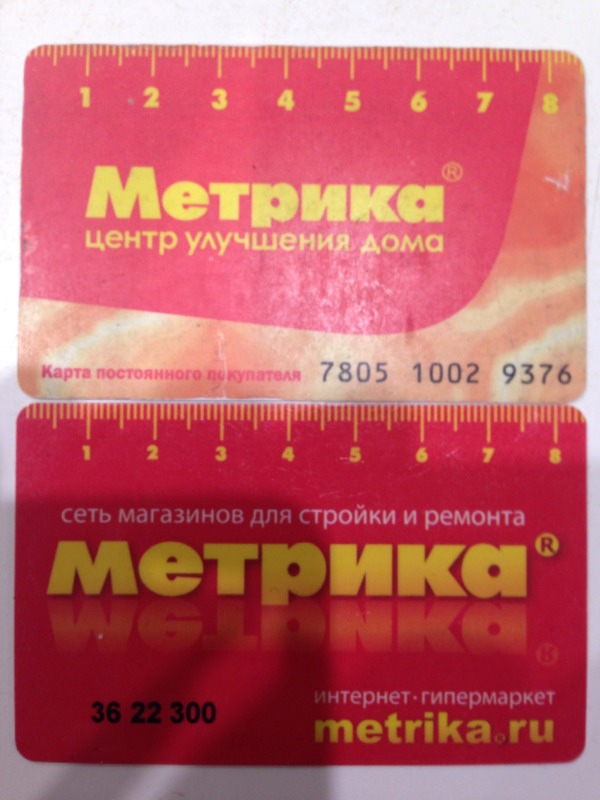 1 2 3 4 5 6 7 8
Метрика®
центр улучшения дома
7
Карта постоянного покупателя 7805 1002 9376
1 2 3 4 5 6 7 8
сеть магазинов для стройки и ремонта
метрика®
36 22 300
интернет·гипермаркет
metrika.ru